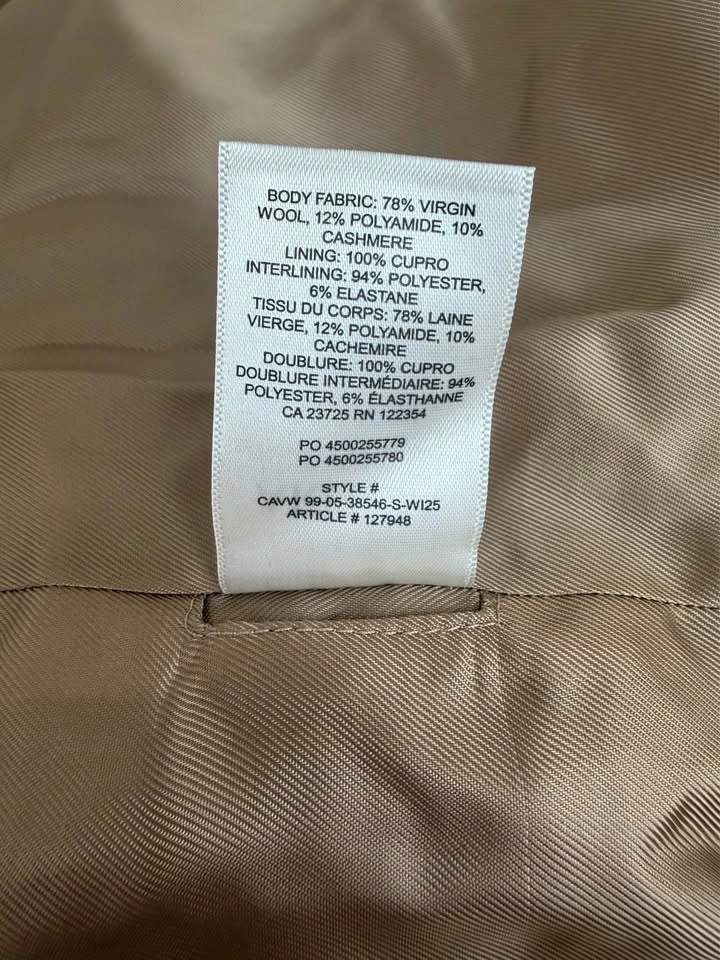 BODY FABRIC: 78% VIRGIN
WOOL, 12% POLYAMIDE, 10%
CASHMERE
LINING: 100% CUPRO
INTERLINING: 94% POLYESTER,
6% ELASTANE
TISSU DU CORPS: 78% LAINE
VIERGE, 12% POLYAMIDE, 10%
CACHEMIRE
DOUBLURE: 100% CUPRO
DOUBLURE INTERMÉDIAIRE: 94%
POLYESTER, 6% ÉLASTHANNE
CA 23725 RN 122354
PO 4500255779
PO 4500255780
STYLE #
CAVW 99-05-38546-S-WI25
ARTICLE # 127948